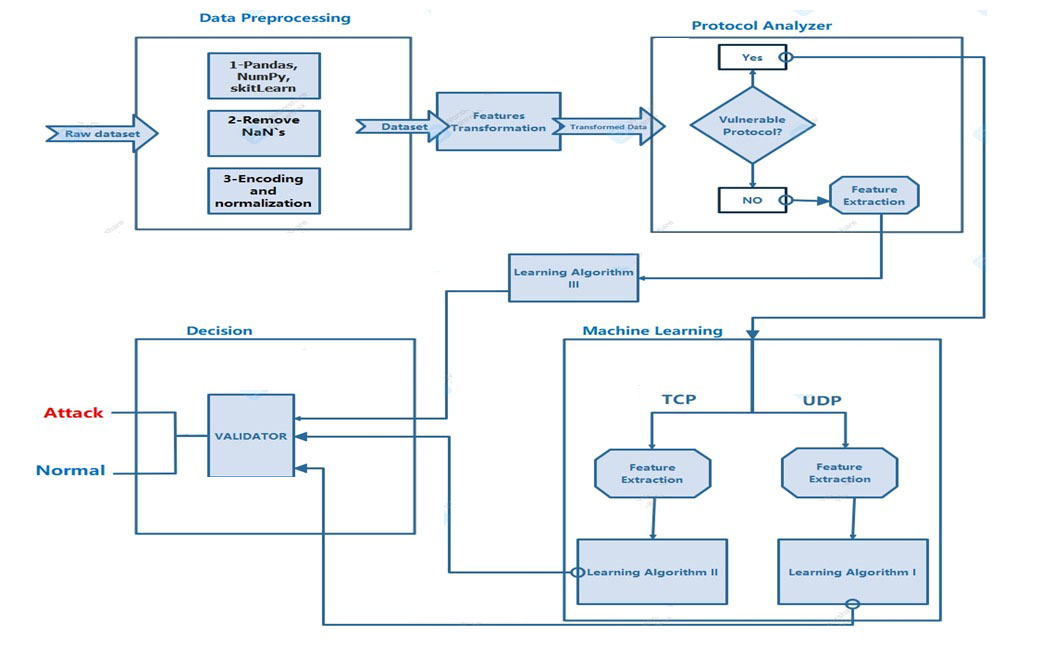 Data Preprocessing
Protocol Analyzer
1-Pandas,
NumPy,
skitLearn
2-Remove
NaN`s
3-Encoding
and
normalization
Raw dataset
Dataset
Features
Transformation
Transformed Data
Yes
Vulnerable
Protocol?
NO
Feature
Extraction
Learning Algorithm
III
Decision
Machine Learning
Attack
Normal
VALIDATOR
TCP
UDP
Feature
Extraction
Feature
Extraction
Learning Algorithm II
Learning Algorithm I